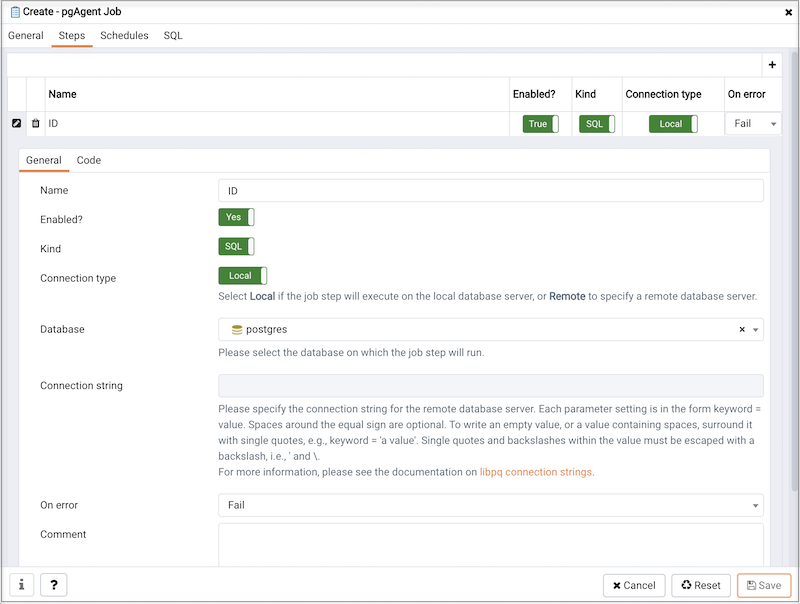 Create - pgAgent Job
General Steps Schedules SQL
Name Enabled? Kind Connection type On error
ID True SQL Local Fail
General Code
Name ID
Enabled? Yes
Kind SQL
Connection type Local
Select Local if the job step will execute on the local database server, or Remote to specify a remote database server.
Database postgres
Please select the database on which the job step will run.
Connection string
Please specify the connection string for the remote database server. Each parameter setting is in the form keyword =
value. Spaces around the equal sign are optional. To write an empty value, or a value containing spaces, surround it
with single quotes, e.g., keyword = 'a value'. Single quotes and backslashes within the value must be escaped with a
backslash, i.e., ' and \.
For more information, please see the documentation on libpq connection strings.
On error Fail
Comment
i ? Cancel Reset Save